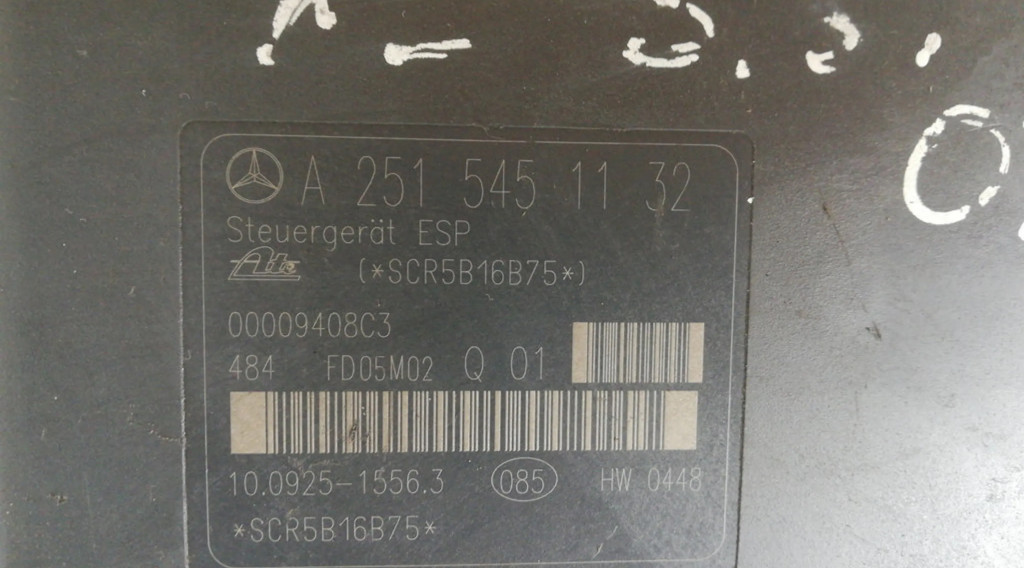 A 251 545 11 32
Steuergerät ESP
Ate (*SCR5B16B75*)
00009408C3
484 FD05M02 Q 01
10.0925-1556.3 085 HW 0448
*SCR5B16B75*